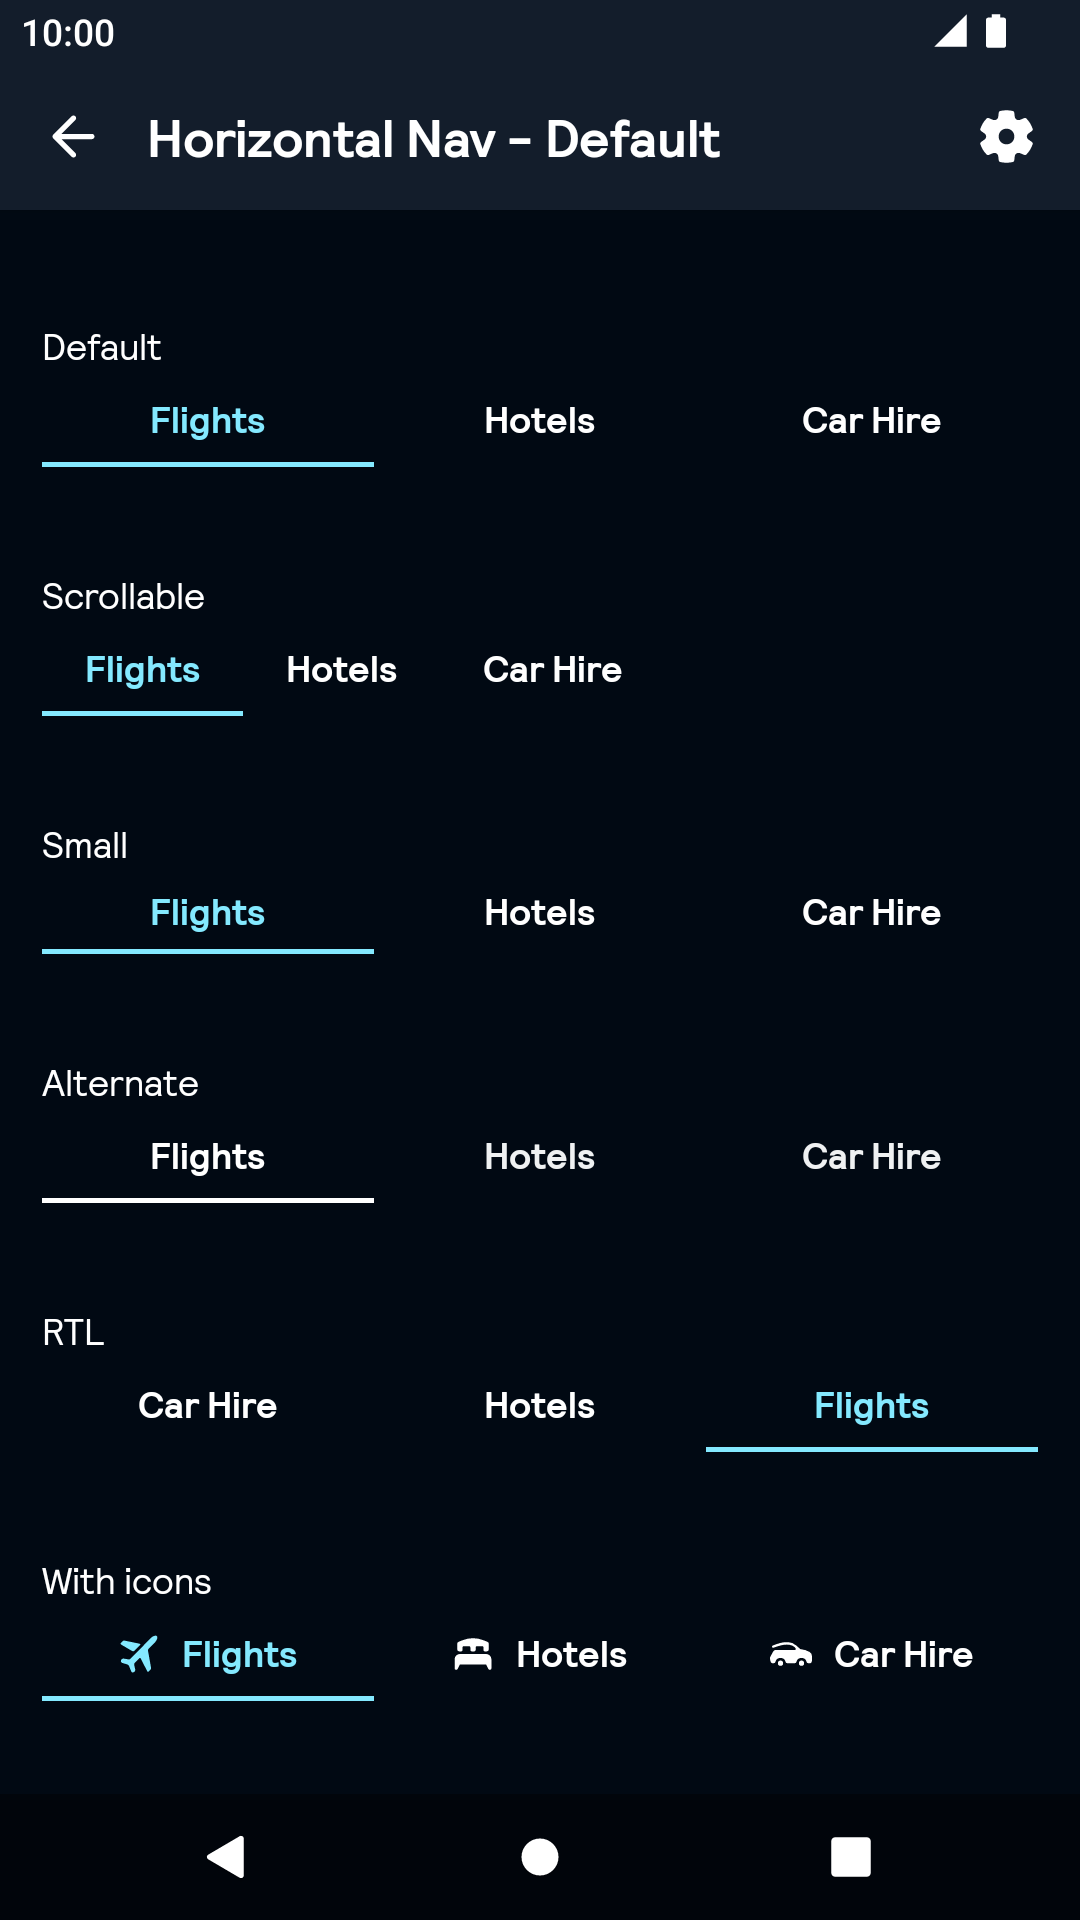 10:00
Horizontal Nav - Default
Default
Flights Hotels Car Hire
Scrollable
Flights Hotels Car Hire
Small
Flights Hotels Car Hire
Alternate
Flights Hotels Car Hire
RTL
Car Hire Hotels Flights
With icons
Flights Hotels Car Hire